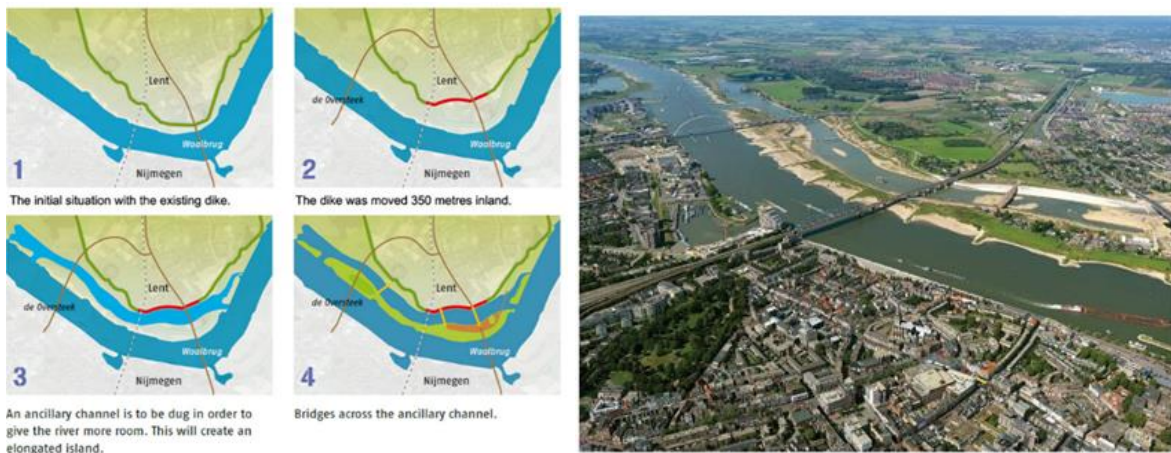 Lent
Waalbrug
1
Nijmegen
The initial situation with the existing dike.
Lent
de Oversteek
Waalbrug
2
Nijmegen
The dike was moved 350 metres inland.
Lent
de Oversteek
Waalbrug
3
Nijmegen
An ancillary channel is to be dug in order to
give the river more room. This will create an
elongated island.
Lent
de Oversteek
Waalbrug
4
Nijmegen
Bridges across the ancillary channel.